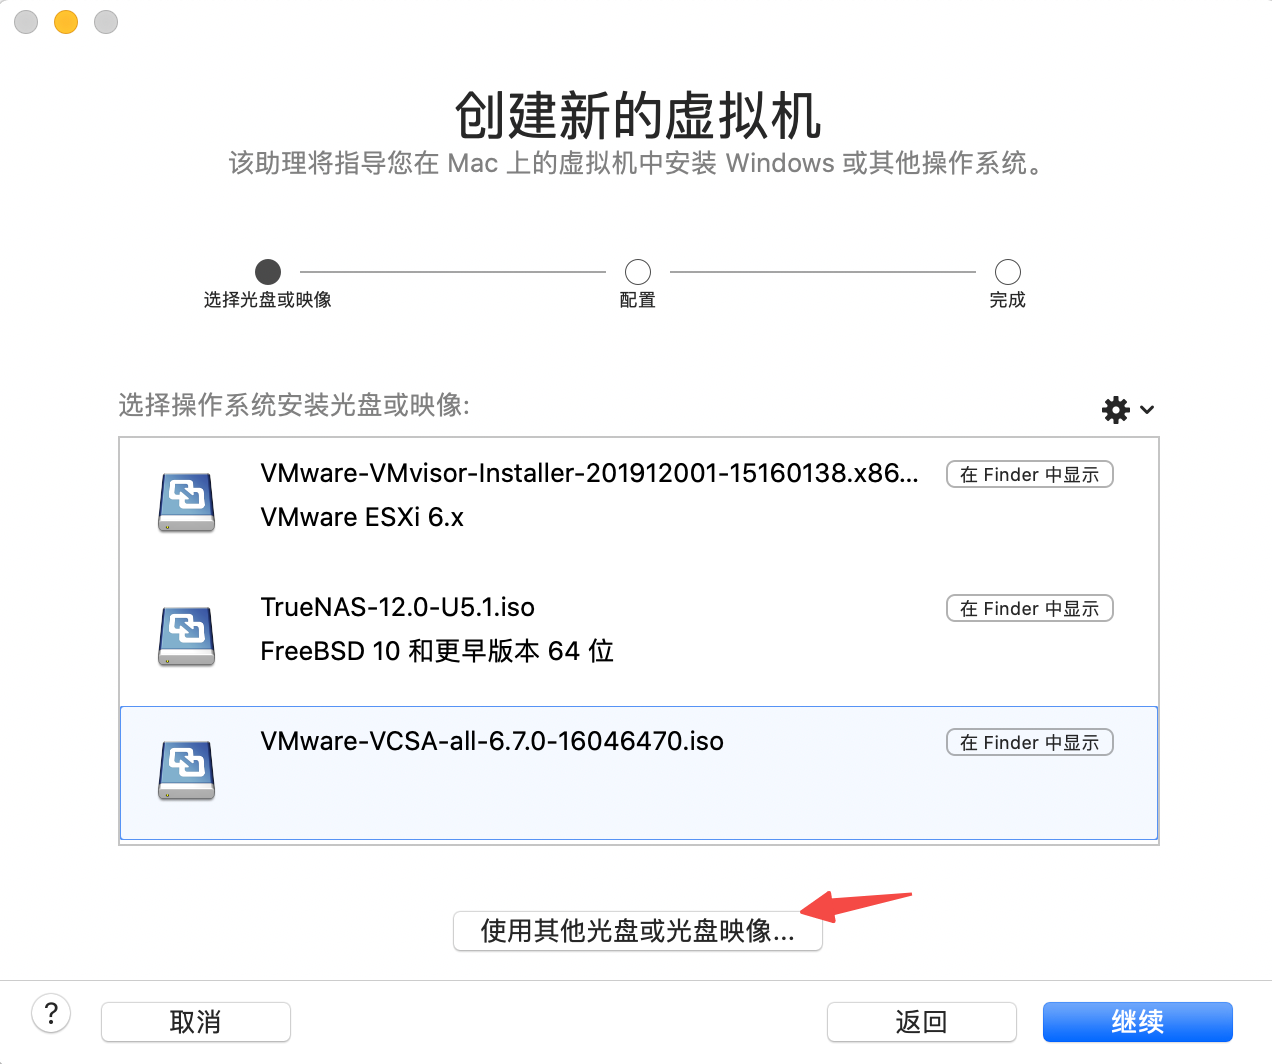 创建新的虚拟机
该助理将指导您在 Mac 上的虚拟机中安装 Windows 或其他操作系统。
选择光盘或映像
配置
完成
选择操作系统安装光盘或映像:
VMware-VMvisor-Installer-201912001-15160138.x86...
在 Finder 中显示
VMware ESXi 6.x
TrueNAS-12.0-U5.1.iso
在 Finder 中显示
FreeBSD 10 和更早版本 64 位
VMware-VCSA-all-6.7.0-16046470.iso
在 Finder 中显示
使用其他光盘或光盘映像...
?
取消
返回
继续